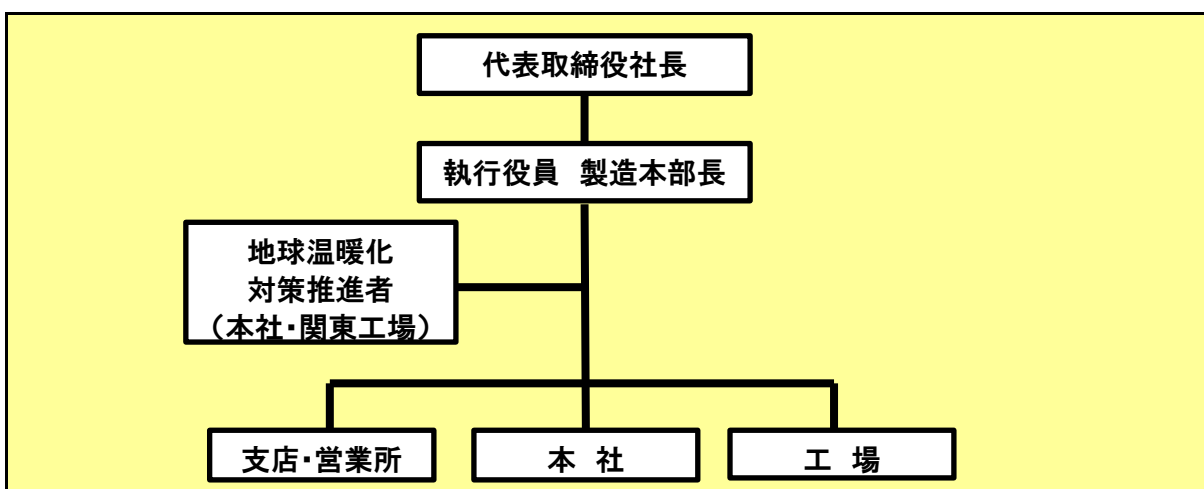 代表取締役社長
執行役員 製造本部長
地球温暖化
対策推進者
（本社・関東工場）
支店・営業所
本 社
工 場